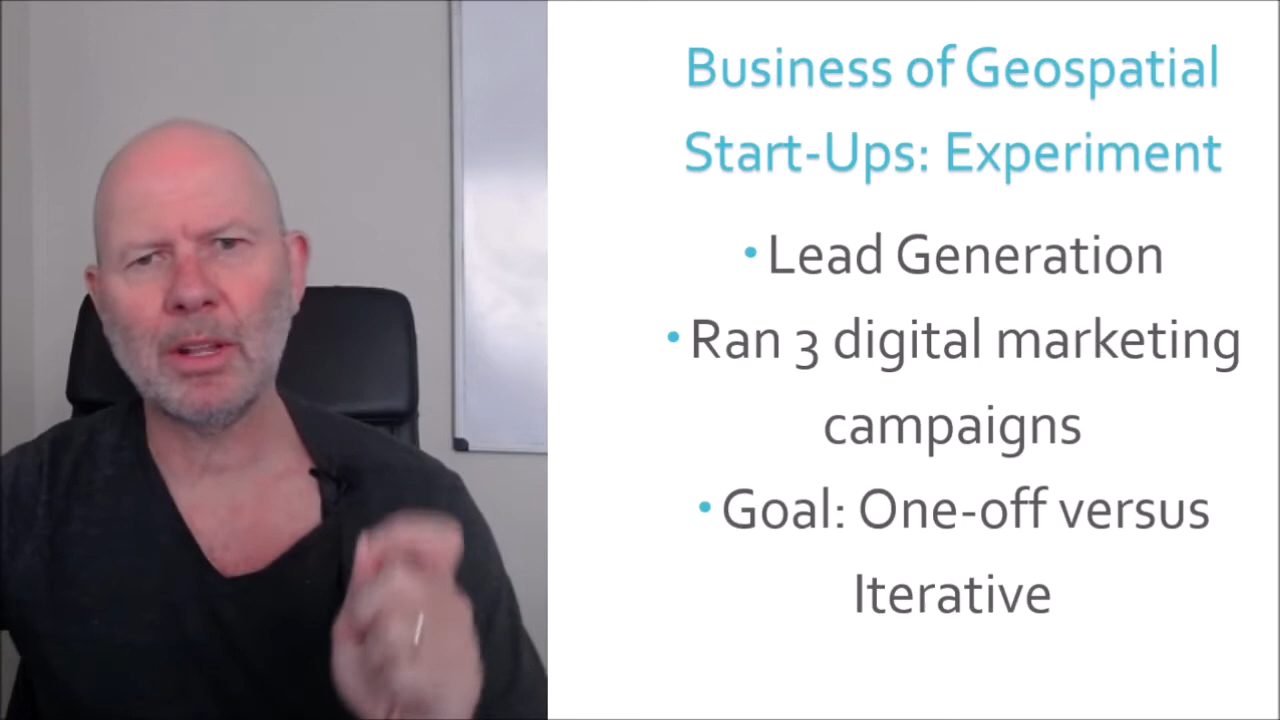 Business of Geospatial
Start-Ups: Experiment
• Lead Generation
• Ran 3 digital marketing
campaigns
• Goal: One-off versus
Iterative